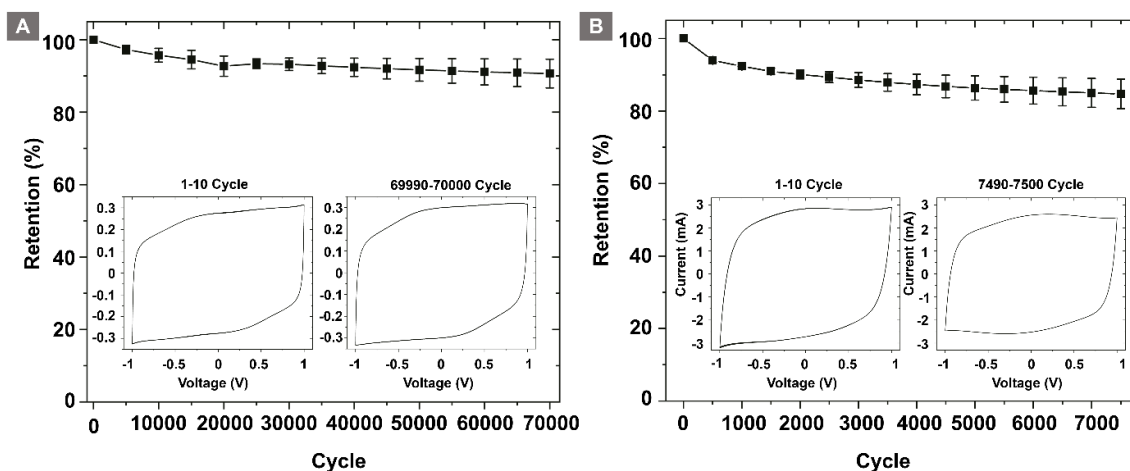 A
100
80
60
40
20
0
Retention (%)
1-10 Cycle
0.3
0.2
0.1
0
-0.1
-0.2
-0.3
-1 -0.5 0 0.5 1
Voltage (V)
69990-70000 Cycle
0.3
0.2
0.1
0
-0.1
-0.2
-0.3
-1 -0.5 0 0.5 1
Voltage (V)
0 10000 20000 30000 40000 50000 60000 70000
Cycle
B
100
80
60
40
20
0
Retention (%)
1-10 Cycle
3
2
1
0
-1
-2
-3
Current (mA)
-1 -0.5 0 0.5 1
Voltage (V)
7490-7500 Cycle
3
2
1
0
-1
-2
-3
Current (mA)
-1 -0.5 0 0.5 1
Voltage (V)
0 1000 2000 3000 4000 5000 6000 7000
Cycle